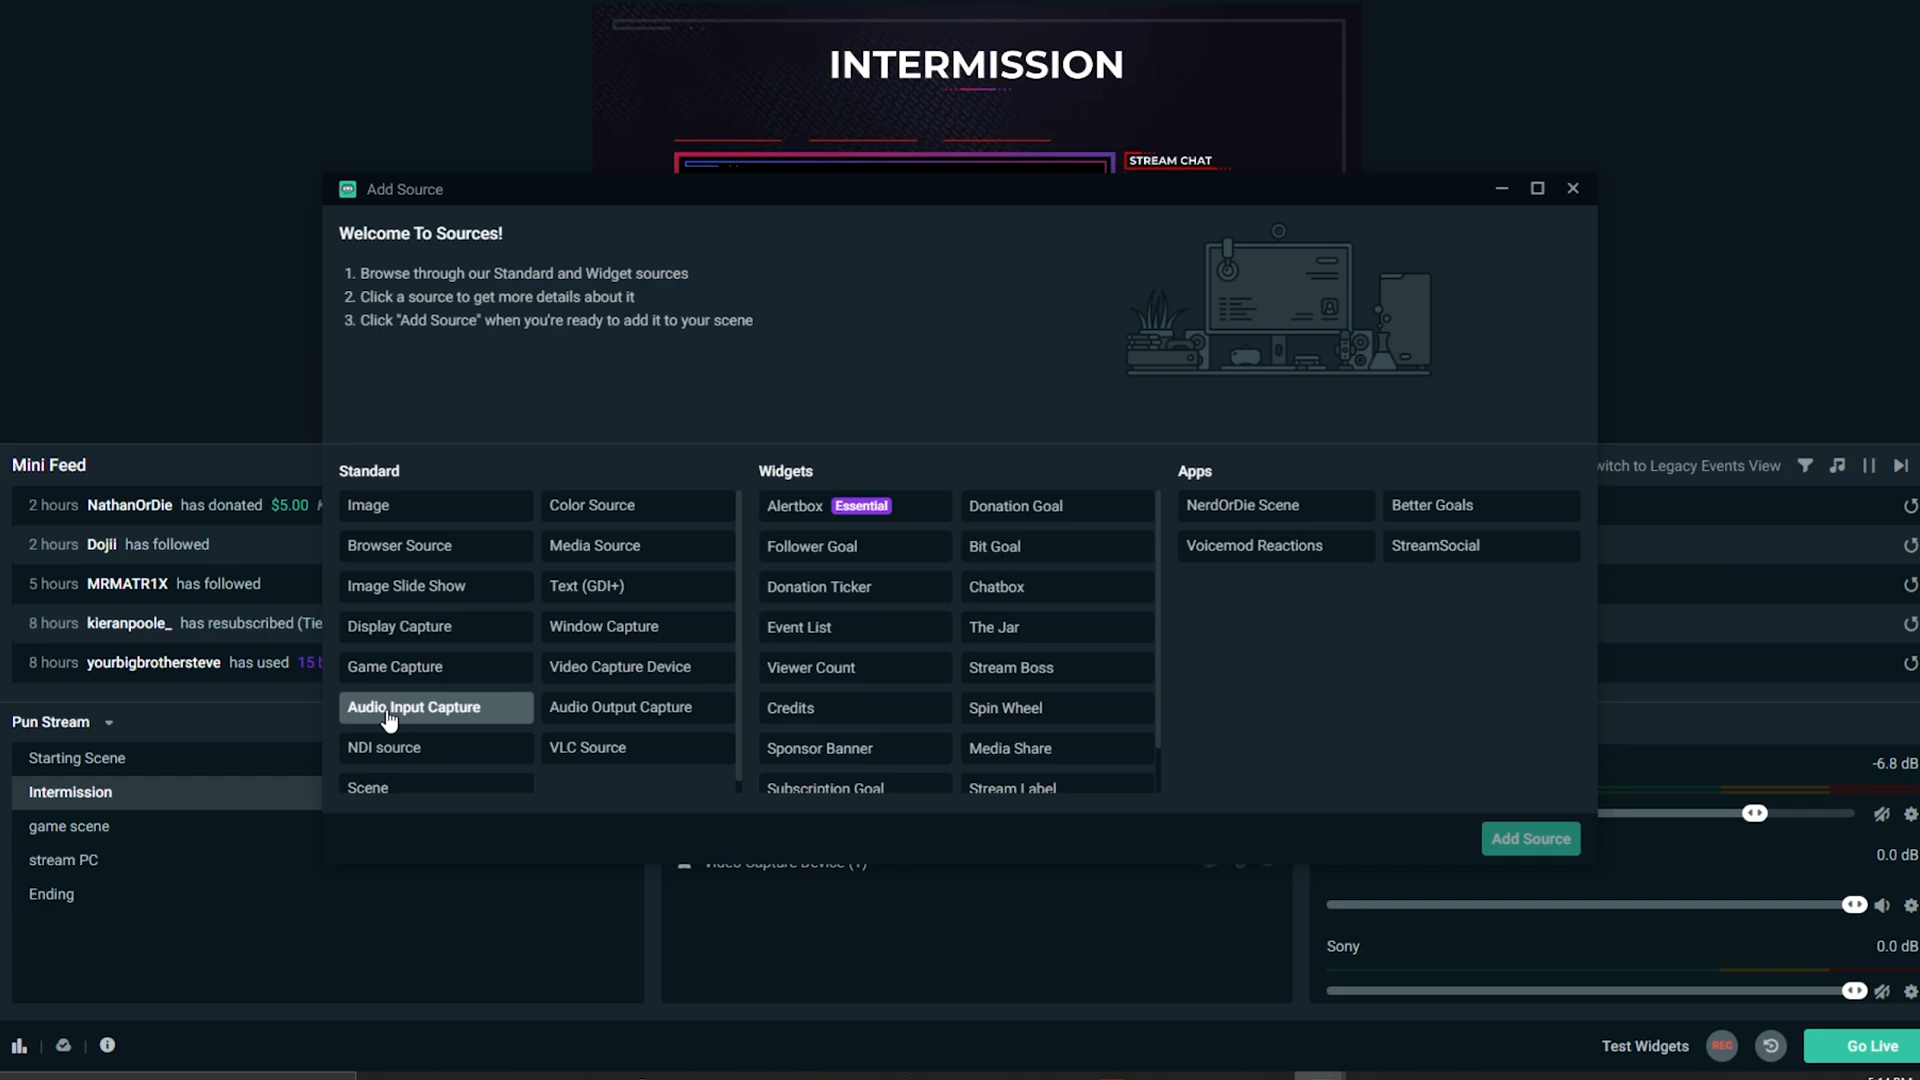 INTERMISSION
STREAM CHAT
Add Source
Welcome To Sources!
1. Browse through our Standard and Widget sources
2. Click a source to get more details about it
3. Click "Add Source" when you're ready to add it to your scene
Mini Feed
2 hours NathanOrDie has donated $5.00
2 hours Dojii has followed
5 hours MRMATR1X has followed
8 hours kieranpoole_ has resubscribed (Tie
8 hours yourbigbrothersteve has used 15
Standard
Image
Color Source
Browser Source
Media Source
Image Slide Show
Text (GDI+)
Display Capture
Window Capture
Game Capture
Video Capture Device
Audio Input Capture
Audio Output Capture
NDI source
VLC Source
Scene
Widgets
Alertbox Essential
Donation Goal
Follower Goal
Bit Goal
Donation Ticker
Chatbox
Event List
The Jar
Viewer Count
Stream Boss
Credits
Spin Wheel
Sponsor Banner
Media Share
Subscription Goal
Stream Label
Apps
NerdOrDie Scene
Better Goals
Voicemod Reactions
StreamSocial
witch to Legacy Events View
Add Source
Pun Stream
Starting Scene
Intermission
game scene
stream PC
Ending
Video Capture Device (1)
-6.8 dB
0.0 dB
Sony
0.0 dB
Test Widgets
REC
Go Live